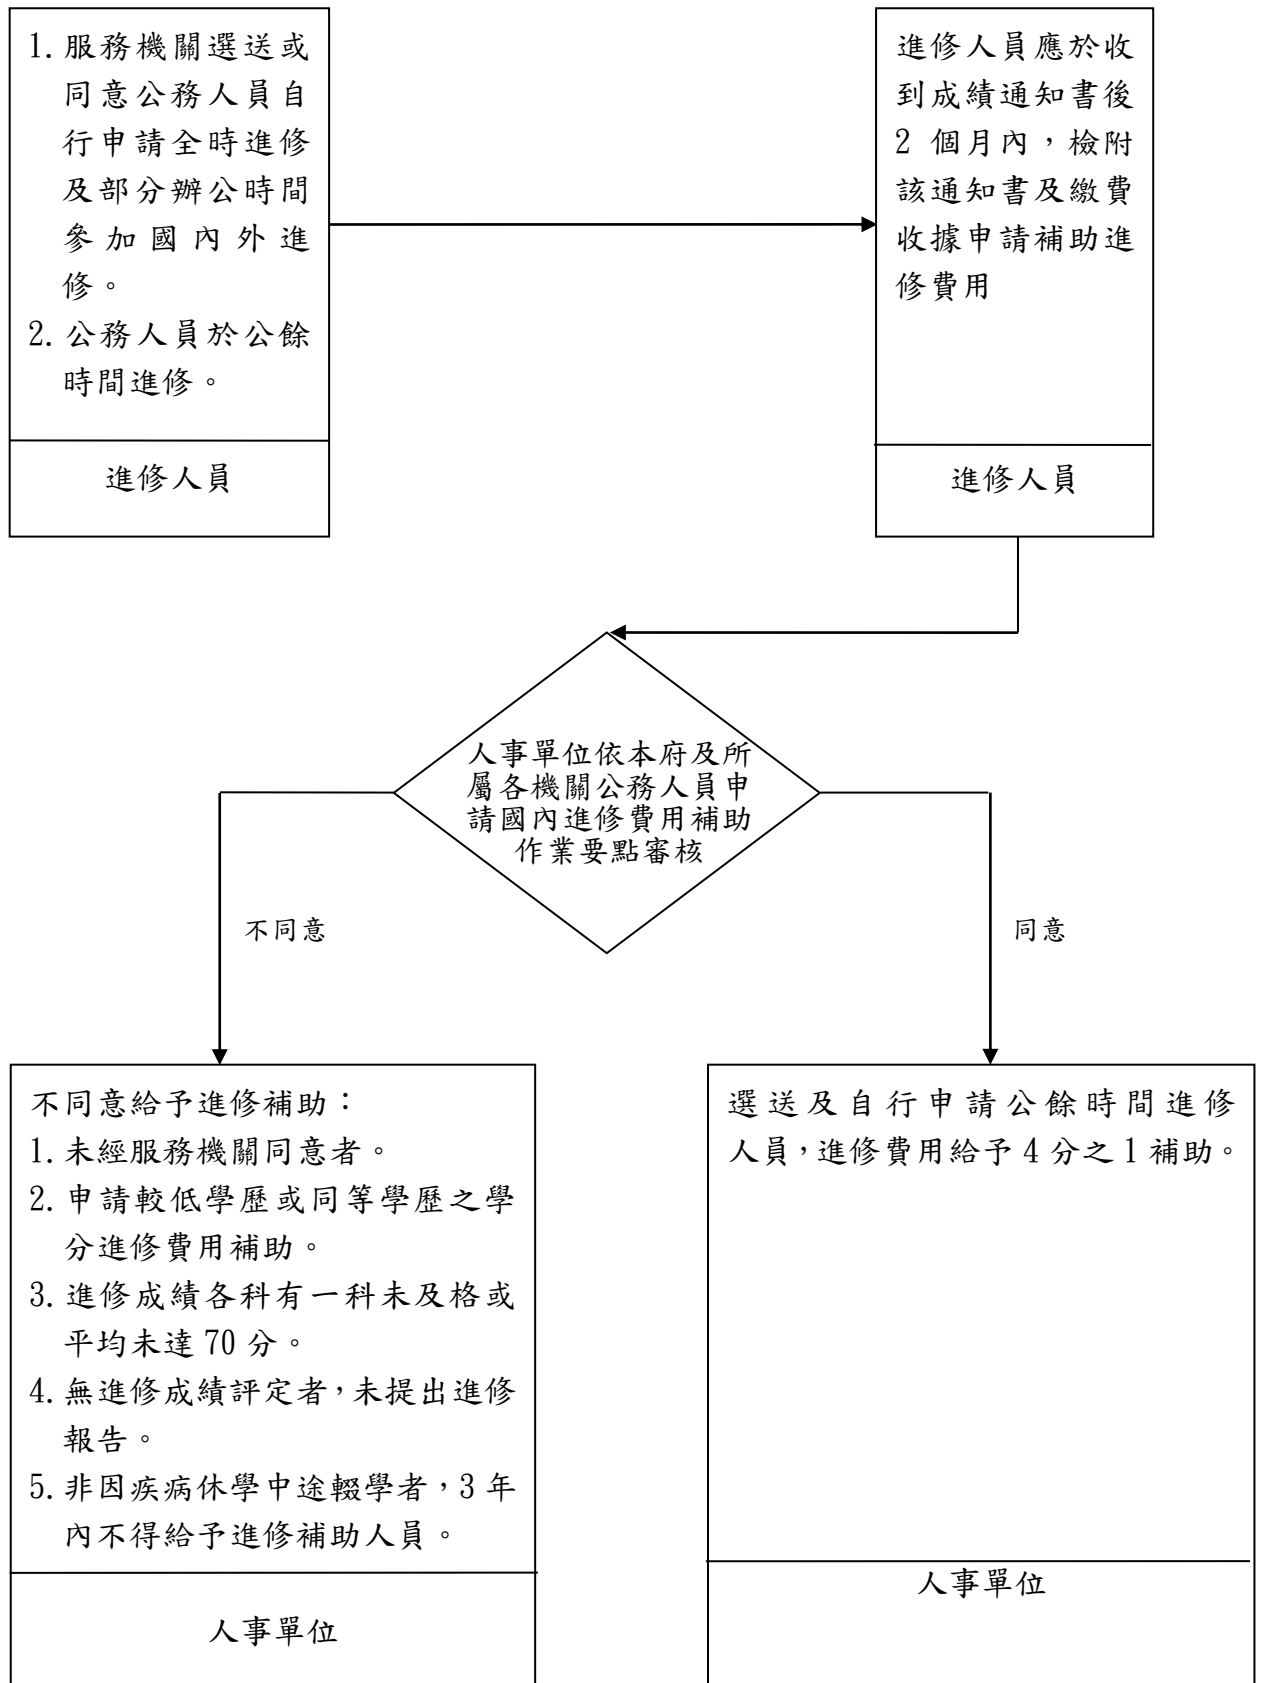 1. 服務機關選送或
同意公務人員自
行申請全時進修
及部分辦公時間
參加國內外進
修。
2. 公務人員於公餘
時間進修。
進修人員
進修人員應於收
到成績通知書後
2 個月內，檢附
該通知書及繳費
收據申請補助進
修費用
進修人員
人事單位依本府及所
屬各機關公務人員申
請國內進修費用補助
作業要點審核
不同意
同意
不同意給予進修補助：
1. 未經服務機關同意者。
2. 申請較低學歷或同等學歷之學
分進修費用補助。
3. 進修成績各科有一科未及格或
平均未達 70 分。
4. 無進修成績評定者，未提出進修
報告。
5. 非因疾病休學中途輟學者，3 年
內不得給予進修補助人員。
人事單位
選送及自行申請公餘時間進修
人員，進修費用給予 4 分之 1 補助。
人事單位